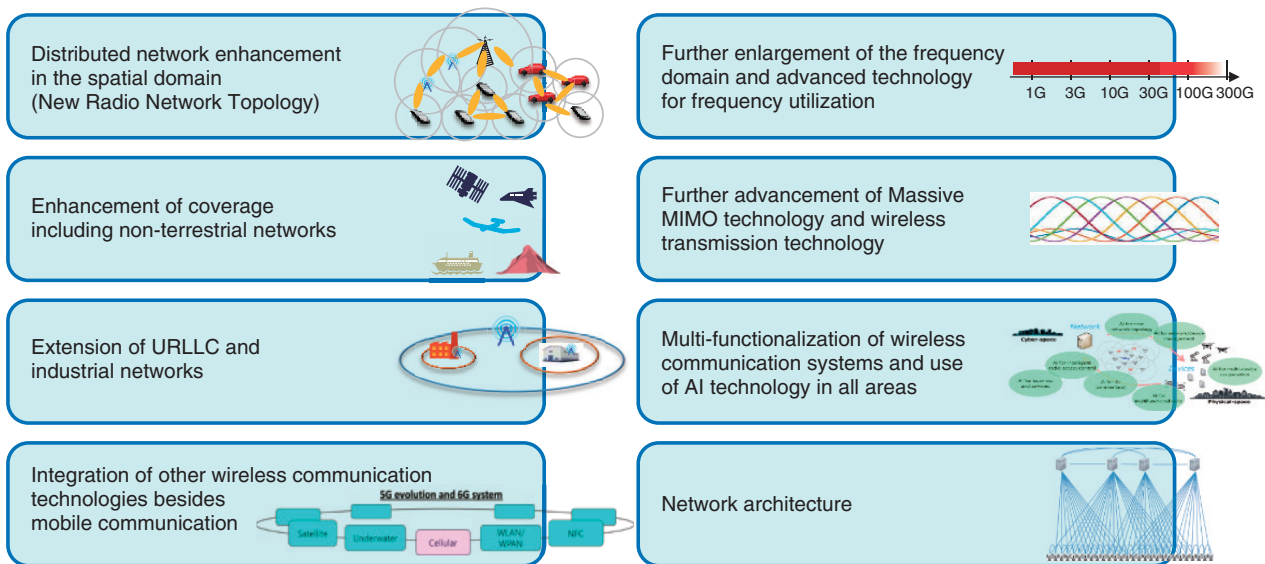 Distributed network enhancement
in the spatial domain
(New Radio Network Topology)
Further enlargement of the frequency
domain and advanced technology
for frequency utilization
1G 3G 10G 30G 100G 300G
Enhancement of coverage
including non-terrestrial networks
Further advancement of Massive
MIMO technology and wireless
transmission technology
Extension of URLLC and
industrial networks
Multi-functionalization of wireless
communication systems and use
of AI technology in all areas
Cyber-space
Network
Physical-space
Integration of other wireless communication
technologies besides
mobile communication
5G evolution and 6G system
Satellite
Underwater
Cellular
WLAN/
WPAN
NFC
Network architecture